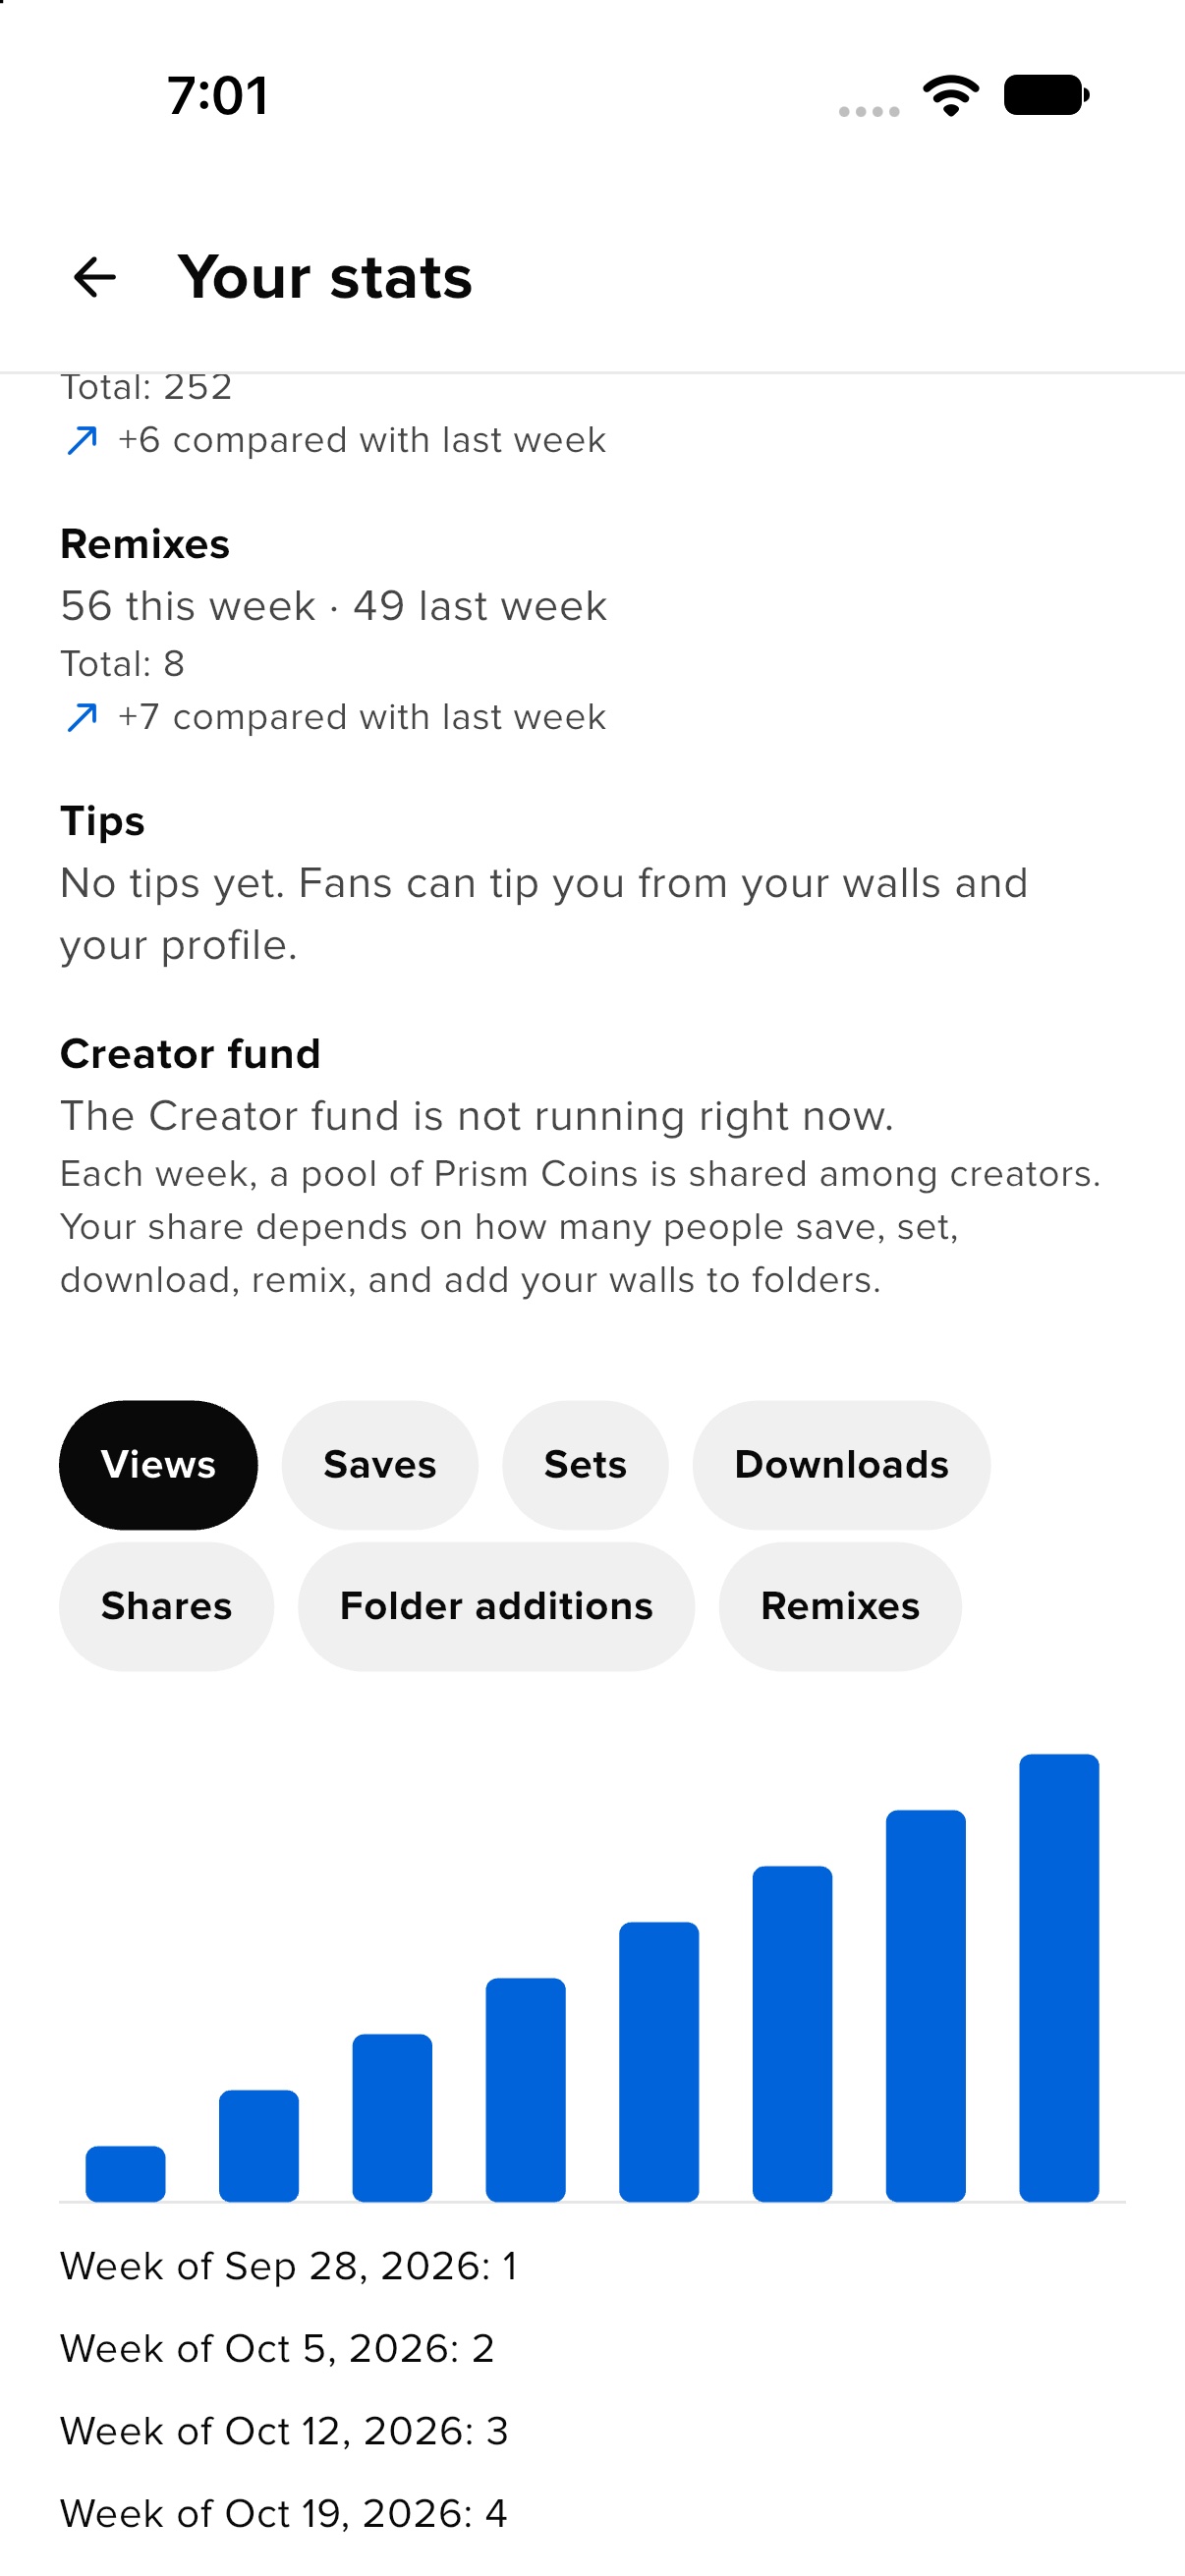 7:01
Your stats
Total: 252
+6 compared with last week
Remixes
56 this week · 49 last week
Total: 8
+7 compared with last week
Tips
No tips yet. Fans can tip you from your walls and
your profile.
Creator fund
The Creator fund is not running right now.
Each week, a pool of Prism Coins is shared among creators.
Your share depends on how many people save, set,
download, remix, and add your walls to folders.
Views Saves Sets Downloads
Shares Folder additions Remixes
Week of Sep 28, 2026: 1
Week of Oct 5, 2026: 2
Week of Oct 12, 2026: 3
Week of Oct 19, 2026: 4